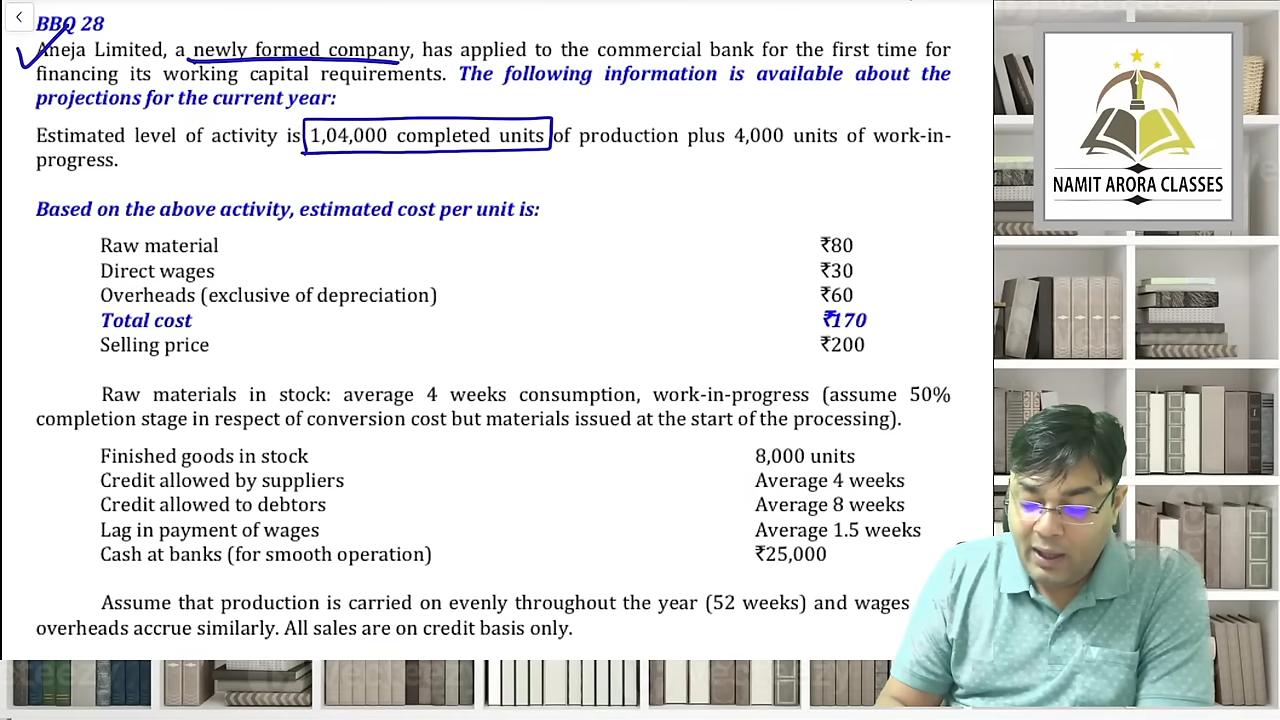 BBQ 28
Aneja Limited, a newly formed company, has applied to the commercial bank for the first time for
financing its working capital requirements. The following information is available about the
projections for the current year:
Estimated level of activity is 1,04,000 completed units of production plus 4,000 units of work-in-
progress.
Based on the above activity, estimated cost per unit is:
Raw material ₹80
Direct wages ₹30
Overheads (exclusive of depreciation) ₹60
Total cost ₹170
Selling price ₹200
Raw materials in stock: average 4 weeks consumption, work-in-progress (assume 50%
completion stage in respect of conversion cost but materials issued at the start of the processing).
Finished goods in stock 8,000 units
Credit allowed by suppliers Average 4 weeks
Credit allowed to debtors Average 8 weeks
Lag in payment of wages Average 1.5 weeks
Cash at banks (for smooth operation) ₹25,000
Assume that production is carried on evenly throughout the year (52 weeks) and wages
overheads accrue similarly. All sales are on credit basis only.
NAMIT ARORA CLASSES